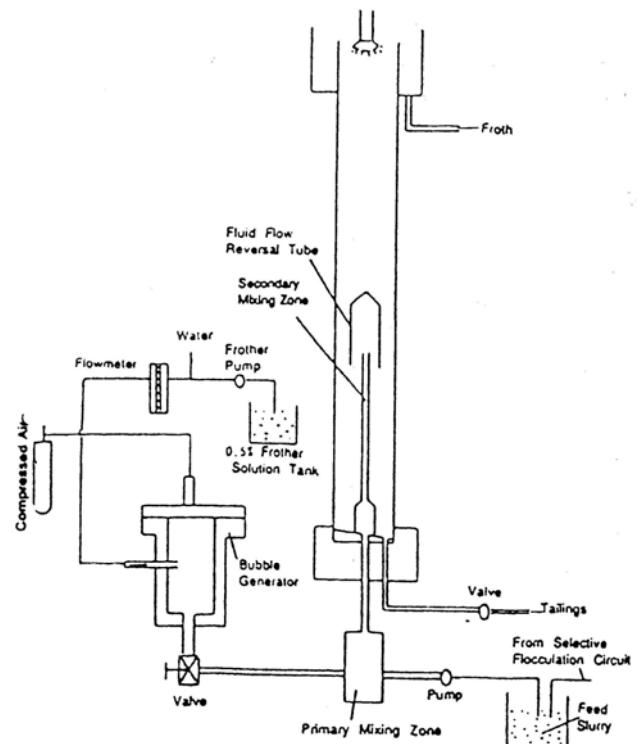 Froth
Fluid Flow
Reversal Tube
Secondary
Mixing Zone
Water
Frother
Pump
Flowmeter
0.5% Frother
Solution Tank
Compressed Air
Bubble
Generator
Valve
Tailings
From Selective
Flocculation Circuit
Valve
Pump
Feed
Slurry
Primary Mixing Zone